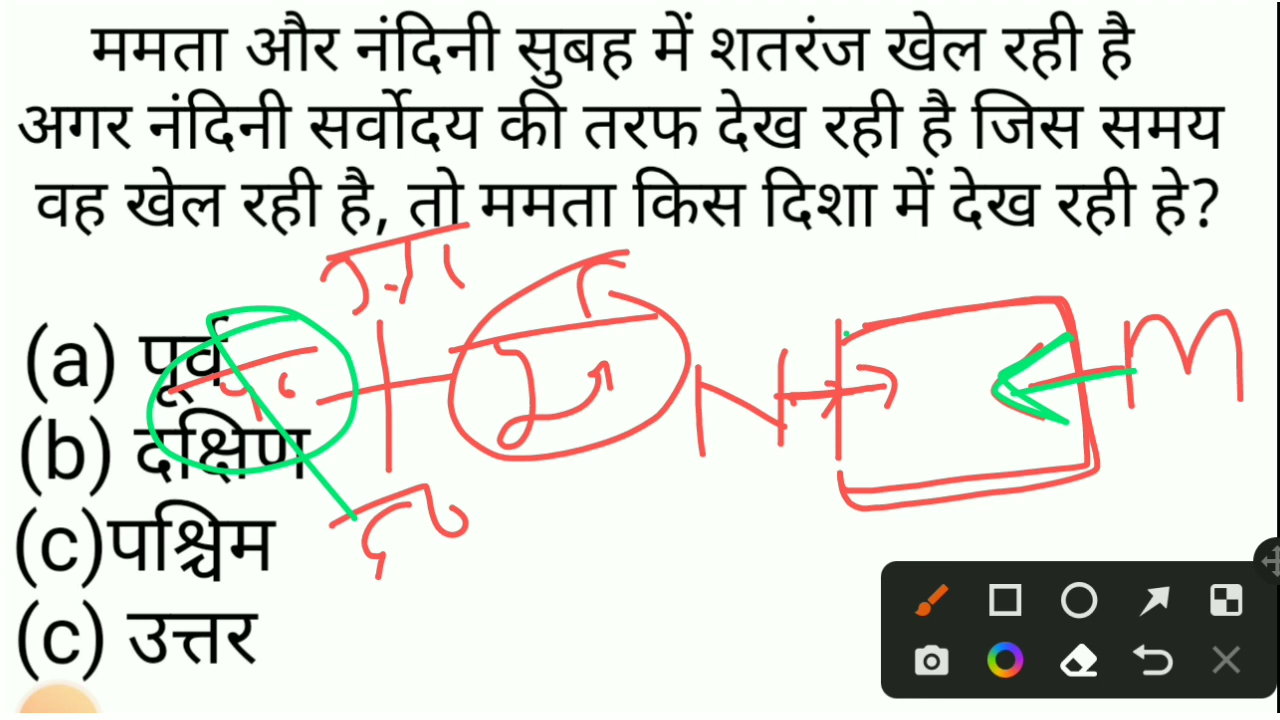 ममता और नंदिनी सुबह में शतरंज खेल रही है
अगर नंदिनी सर्वोदय की तरफ देख रही है जिस समय
वह खेल रही है, तो ममता किस दिशा में देख रही हे?
(a) पूर्व
(b) दक्षिण
(c)पश्चिम
(c) उत्तर
N
M